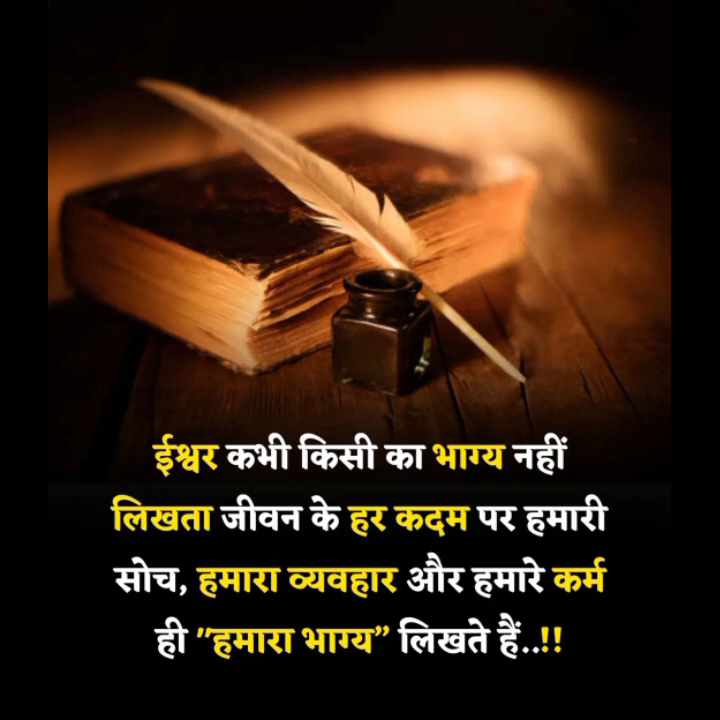 ईश्वर कभी किसी का भाग्य नहीं
लिखता जीवन के हर कदम पर हमारी
सोच, हमारा व्यवहार और हमारे कर्म
ही "हमारा भाग्य” लिखते हैं..!!